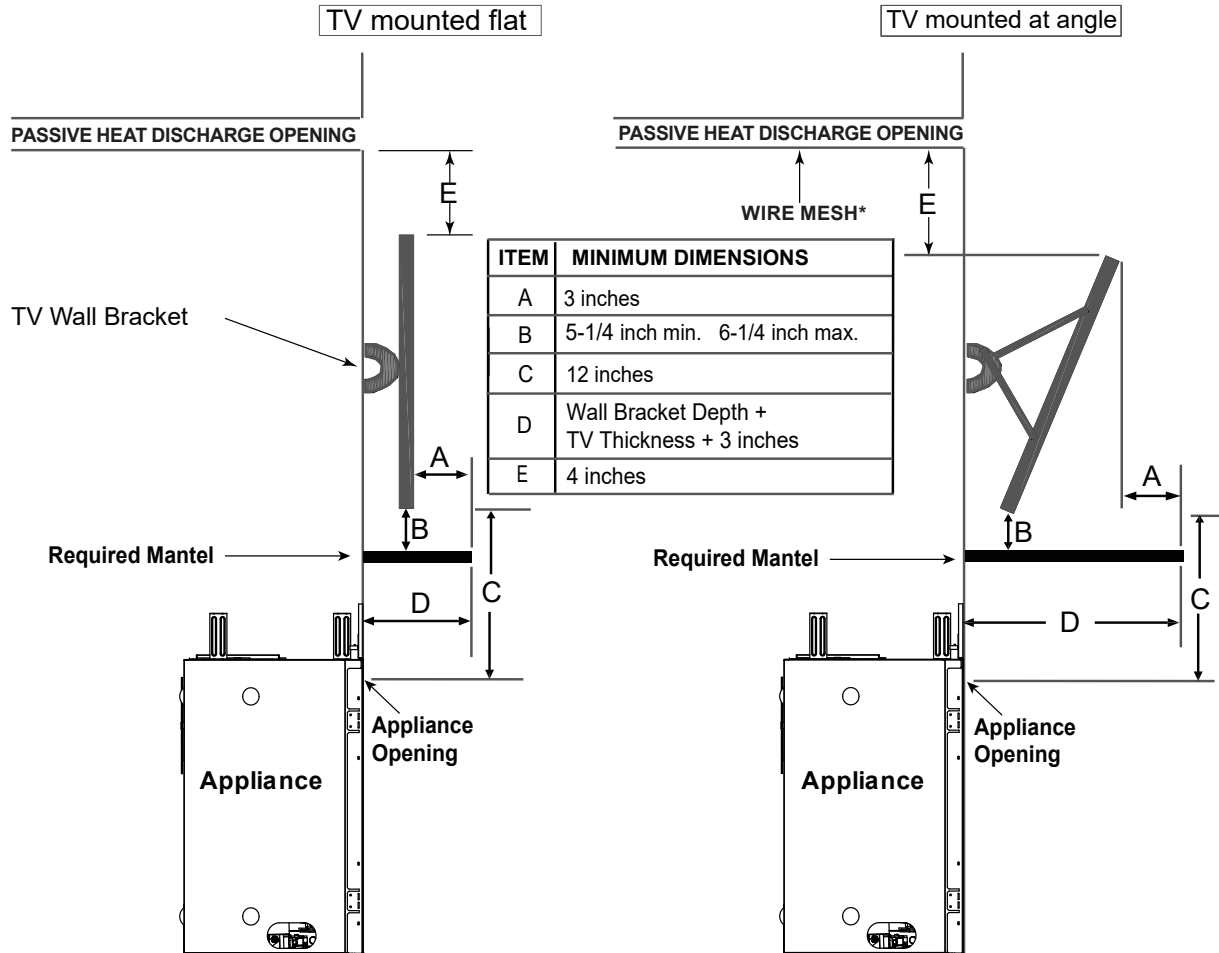 TV mounted flat
TV mounted at angle
PASSIVE HEAT DISCHARGE OPENING
PASSIVE HEAT DISCHARGE OPENING
E
E
WIRE MESH*
ITEM MINIMUM DIMENSIONS
A 3 inches
B 5-1/4 inch min. 6-1/4 inch max.
C 12 inches
D Wall Bracket Depth +
TV Thickness + 3 inches
E 4 inches
TV Wall Bracket
A
A
B
B
Required Mantel
Required Mantel
C
C
D
D
Appliance
Opening
Appliance
Opening
Appliance
Appliance